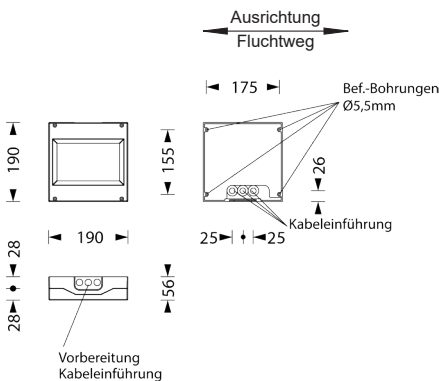 Ausrichtung
Fluchtweg
175
Bef.-Bohrungen
Ø5,5mm
190
155
26
Kabeleinführung
190
25
25
28
28
56
Vorbereitung
Kabeleinführung